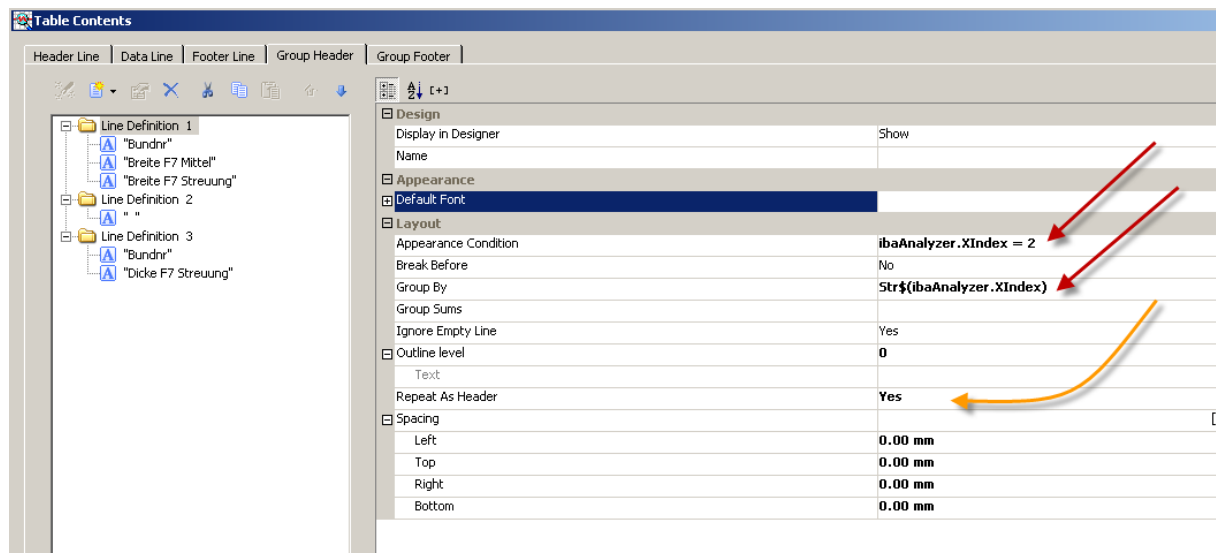 Table Contents
Header Line Data Line Footer Line Group Header Group Footer
Line Definition 1
"Bundnr"
"Breite F7 Mittel"
"Breite F7 Streuung"
Line Definition 2
" "
Line Definition 3
"Bundnr"
"Dicke F7 Streuung"
Design
Display in Designer Show
Name
Appearance
Default Font
Layout
Appearance Condition ibaAnalyzer.XIndex = 2
Break Before No
Group By Str$(ibaAnalyzer.XIndex)
Group Sums
Ignore Empty Line Yes
Outline level 0
Text
Repeat As Header Yes
Spacing [
Left 0.00 mm
Top 0.00 mm
Right 0.00 mm
Bottom 0.00 mm